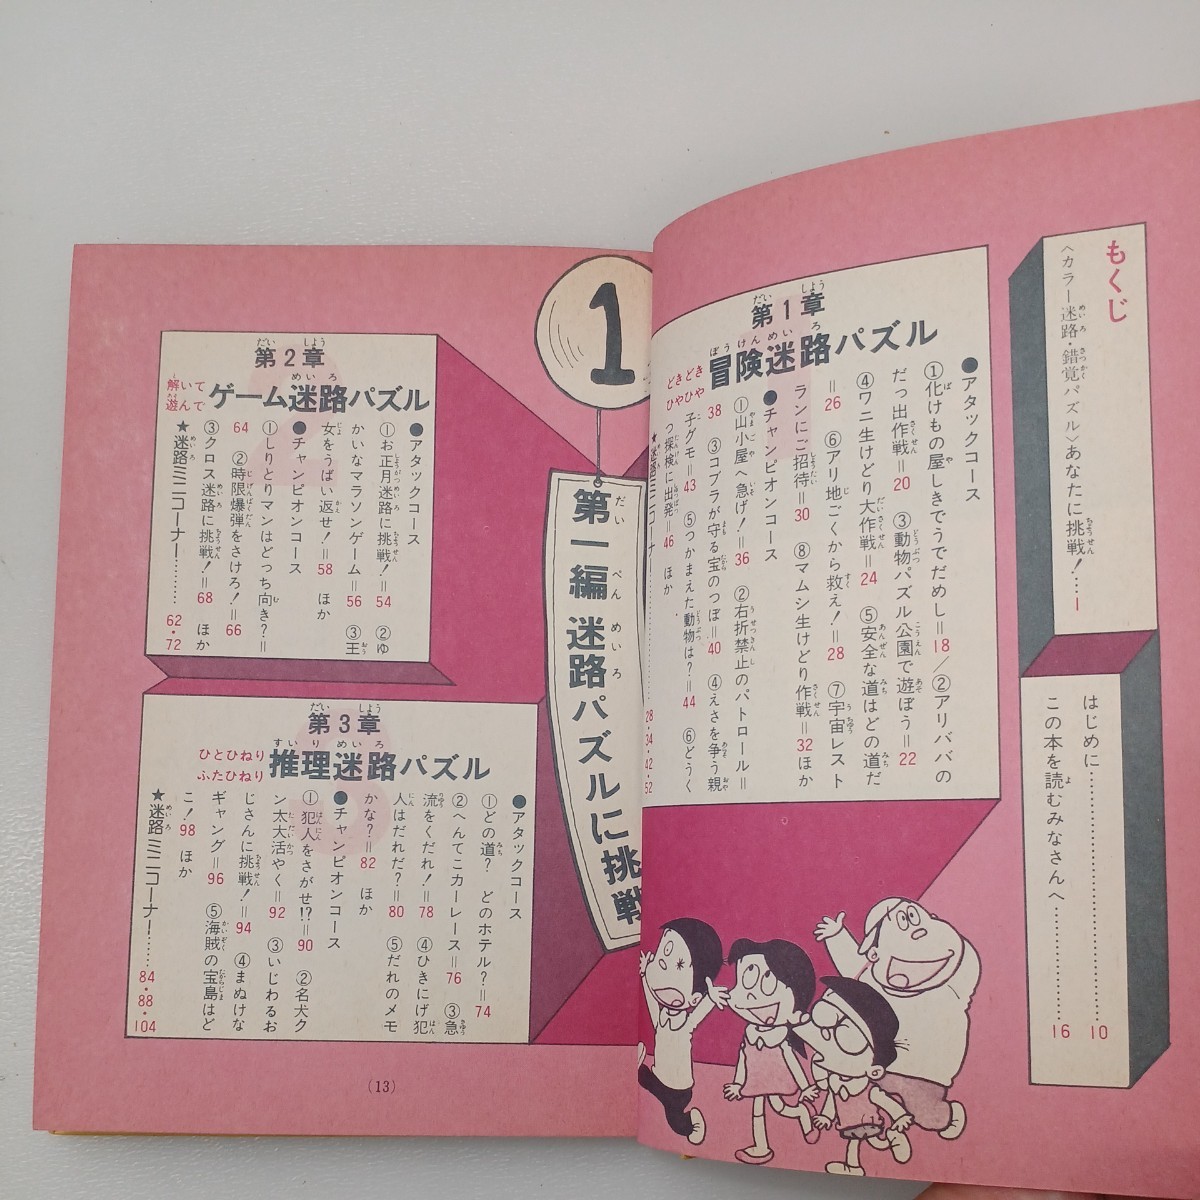 もくじ
〈カラー迷路・錯覚パズル〉あなたに挑戦！…1
はじめに……………………10
この本を読むみなさんへ…………16
第1章
どきどき
ひやひや
冒険迷路パズル
●アタックコース
①化けもの屋しきでうでだめし＝18／②アリババの
だっ出作戦＝20　③動物パズル公園で遊ぼう＝22
④ワニ生けどり大作戦＝24　⑤安全な道はどの道だ
＝26　⑥アリ地ごくから救え！＝28　⑦宇宙レスト
ランにご招待＝30　⑧マムシ生けどり作戦＝32ほか
●チャンピオンコース
①山小屋へ急げ！＝36　②右折禁止のパトロール＝
38　③コブラが守る宝のつぼ＝40　④えさを争う親
子グモ＝43　⑤つかまえた動物は？＝44　⑥どうく
つ探検に出発＝46　ほか
★迷路ミニコーナー…………28・34・42・52
1
第一編 迷路パズルに挑戦
第2章
解いて
遊んで
ゲーム迷路パズル
●アタックコース
①お正月迷路に挑戦！＝54　②ゆ
かいなマラソンゲーム＝56　③王
女をうばい返せ！＝58　ほか
●チャンピオンコース
①しりとりマンはどっち向き？＝
64　②時限爆弾をさけろ！＝66
③クロス迷路に挑戦！＝68　ほか
★迷路ミニコーナー………62・72
第3章
ひとひねり
ふたひねり
推理迷路パズル
●アタックコース
①どの道？　どのホテル？＝74
②へんてこカーレース＝76　③急
流をくだれ！＝78　④ひきにげ犯
人はだれだ？＝80　⑤だれのメモ
かな？＝82　ほか
●チャンピオンコース
①犯人をさがせ!?＝90　②名犬ク
ン太大活やく＝92　③いじわるお
じさんに挑戦！＝94　④まぬけな
ギャング＝96　⑤海賊の宝島はど
こ！98　ほか
★迷路ミニコーナー……84・88・104
(13)